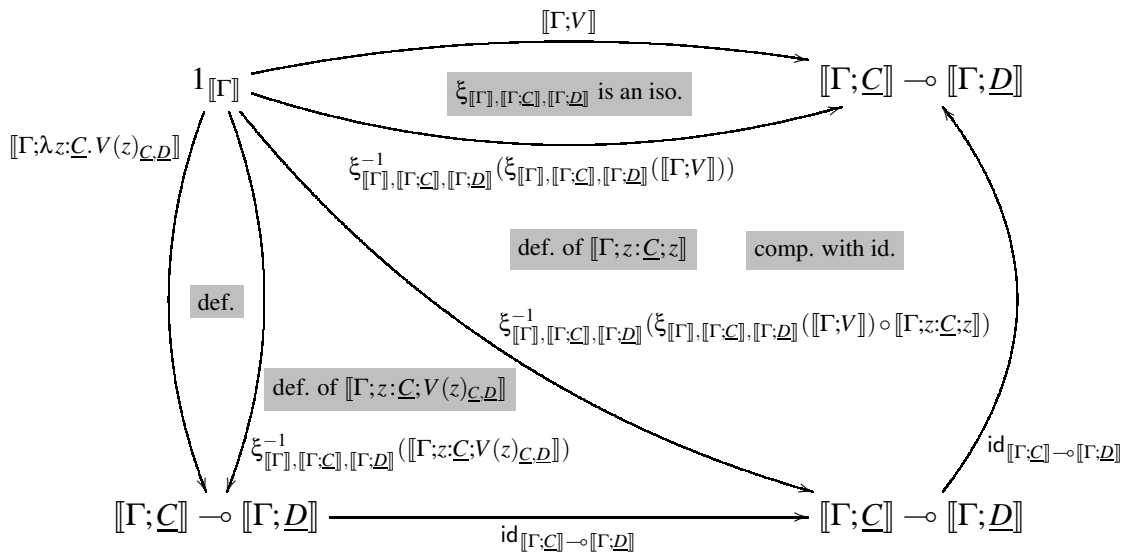 ⟦Γ;V⟧
1_{⟦Γ⟧}
⟦Γ;C̲⟧ ⊸ ⟦Γ;D̲⟧
ξ_{⟦Γ⟧,⟦Γ;C̲⟧,⟦Γ;D̲⟧} is an iso.
⟦Γ;λz:C̲.V(z)_{C̲,D̲}⟧
ξ^{-1}_{⟦Γ⟧,⟦Γ;C̲⟧,⟦Γ;D̲⟧}(ξ_{⟦Γ⟧,⟦Γ;C̲⟧,⟦Γ;D̲⟧}(⟦Γ;V⟧))
def. of ⟦Γ;z:C̲;z⟧
comp. with id.
def.
ξ^{-1}_{⟦Γ⟧,⟦Γ;C̲⟧,⟦Γ;D̲⟧}(ξ_{⟦Γ⟧,⟦Γ;C̲⟧,⟦Γ;D̲⟧}(⟦Γ;V⟧)∘⟦Γ;z:C̲;z⟧)
def. of ⟦Γ;z:C̲;V(z)_{C̲,D̲}⟧
ξ^{-1}_{⟦Γ⟧,⟦Γ;C̲⟧,⟦Γ;D̲⟧}(⟦Γ;z:C̲;V(z)_{C̲,D̲}⟧)
id_{⟦Γ;C̲⟧⊸⟦Γ;D̲⟧}
⟦Γ;C̲⟧ ⊸ ⟦Γ;D̲⟧
id_{⟦Γ;C̲⟧⊸⟦Γ;D̲⟧}
⟦Γ;C̲⟧ ⊸ ⟦Γ;D̲⟧